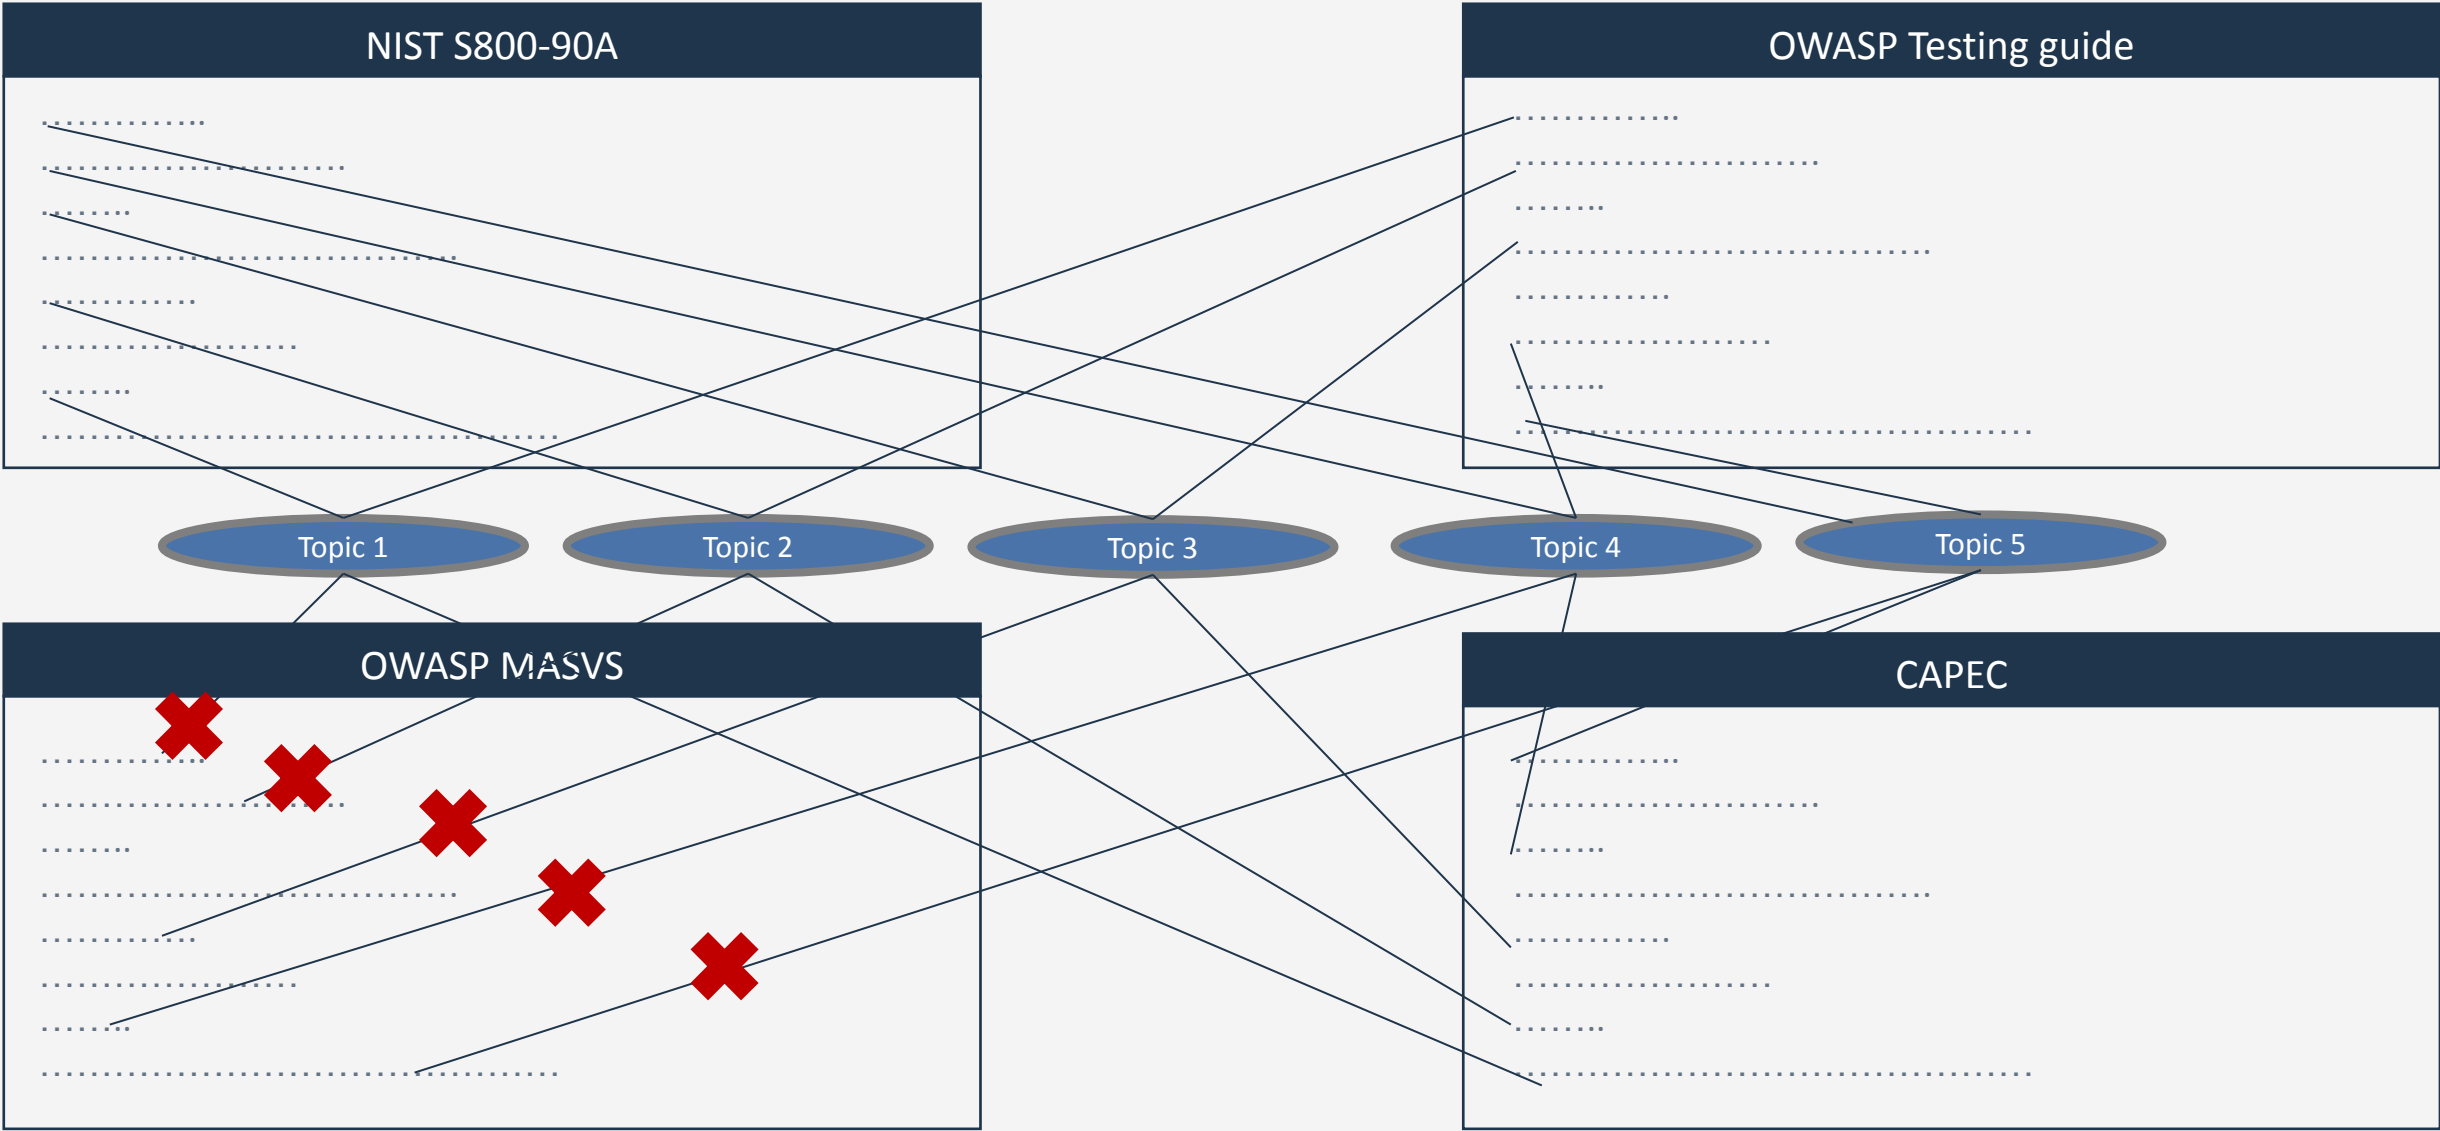 NIST S800-90A
OWASP Testing guide
Topic 1
Topic 2
Topic 3
Topic 4
Topic 5
OWASP MASVS
CAPEC